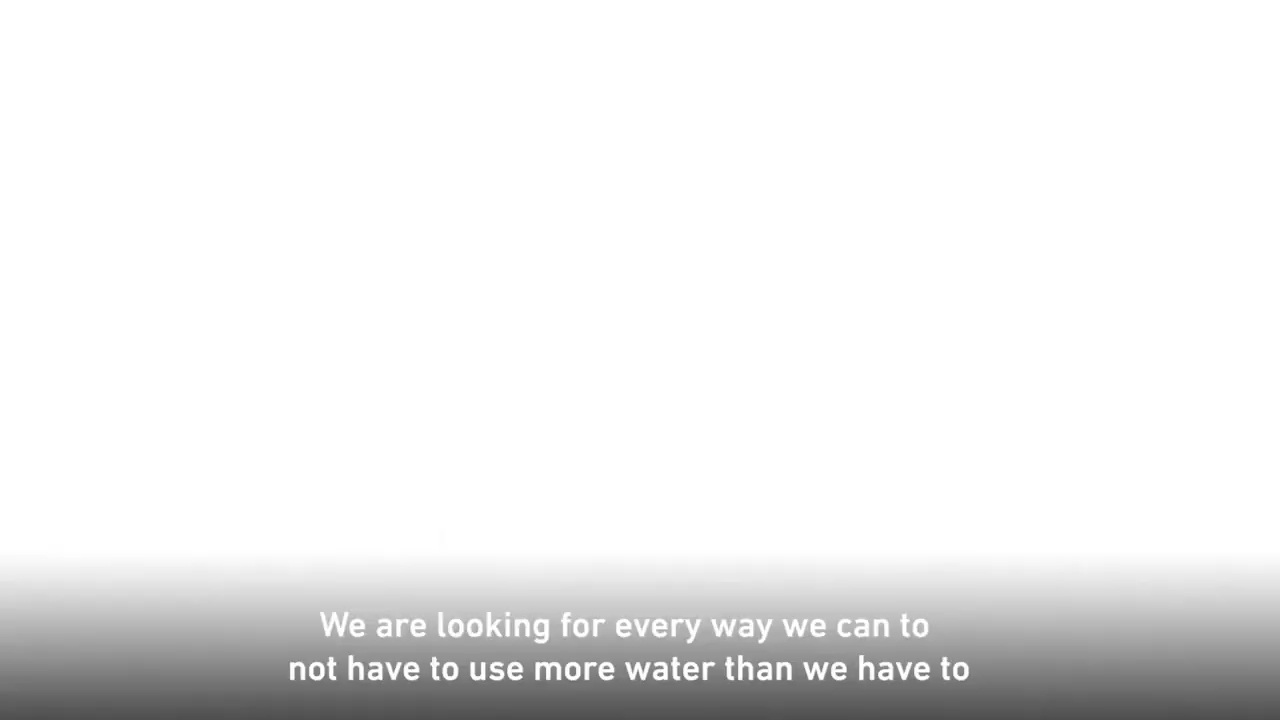 We are looking for every way we can to
not have to use more water than we have to